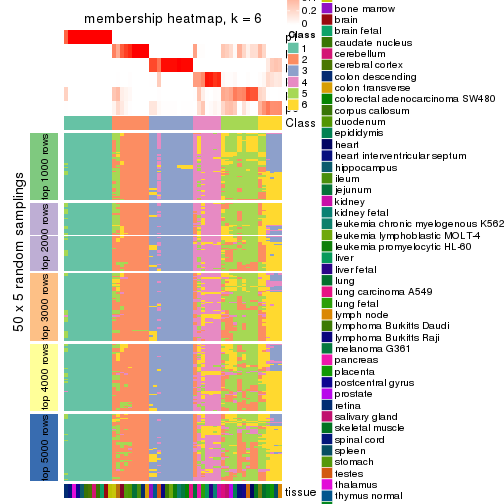 membership heatmap, k = 6
0.2
0
Class
1
2
3
4
5
6
Class
50 x 5 random samplings
top 1000 rows
top 2000 rows
top 3000 rows
top 4000 rows
top 5000 rows
tissue
bone marrow
brain
brain fetal
caudate nucleus
cerebellum
cerebral cortex
colon descending
colon transverse
colorectal adenocarcinoma SW480
corpus callosum
duodenum
epididymis
heart
heart interventricular septum
hippocampus
ileum
jejunum
kidney
kidney fetal
leukemia chronic myelogenous K562
leukemia lymphoblastic MOLT-4
leukemia promyelocytic HL-60
liver
liver fetal
lung
lung carcinoma A549
lung fetal
lymph node
lymphoma Burkitts Daudi
lymphoma Burkitts Raji
melanoma G361
pancreas
placenta
postcentral gyrus
prostate
retina
salivary gland
skeletal muscle
spinal cord
spleen
stomach
testes
thalamus
thymus normal